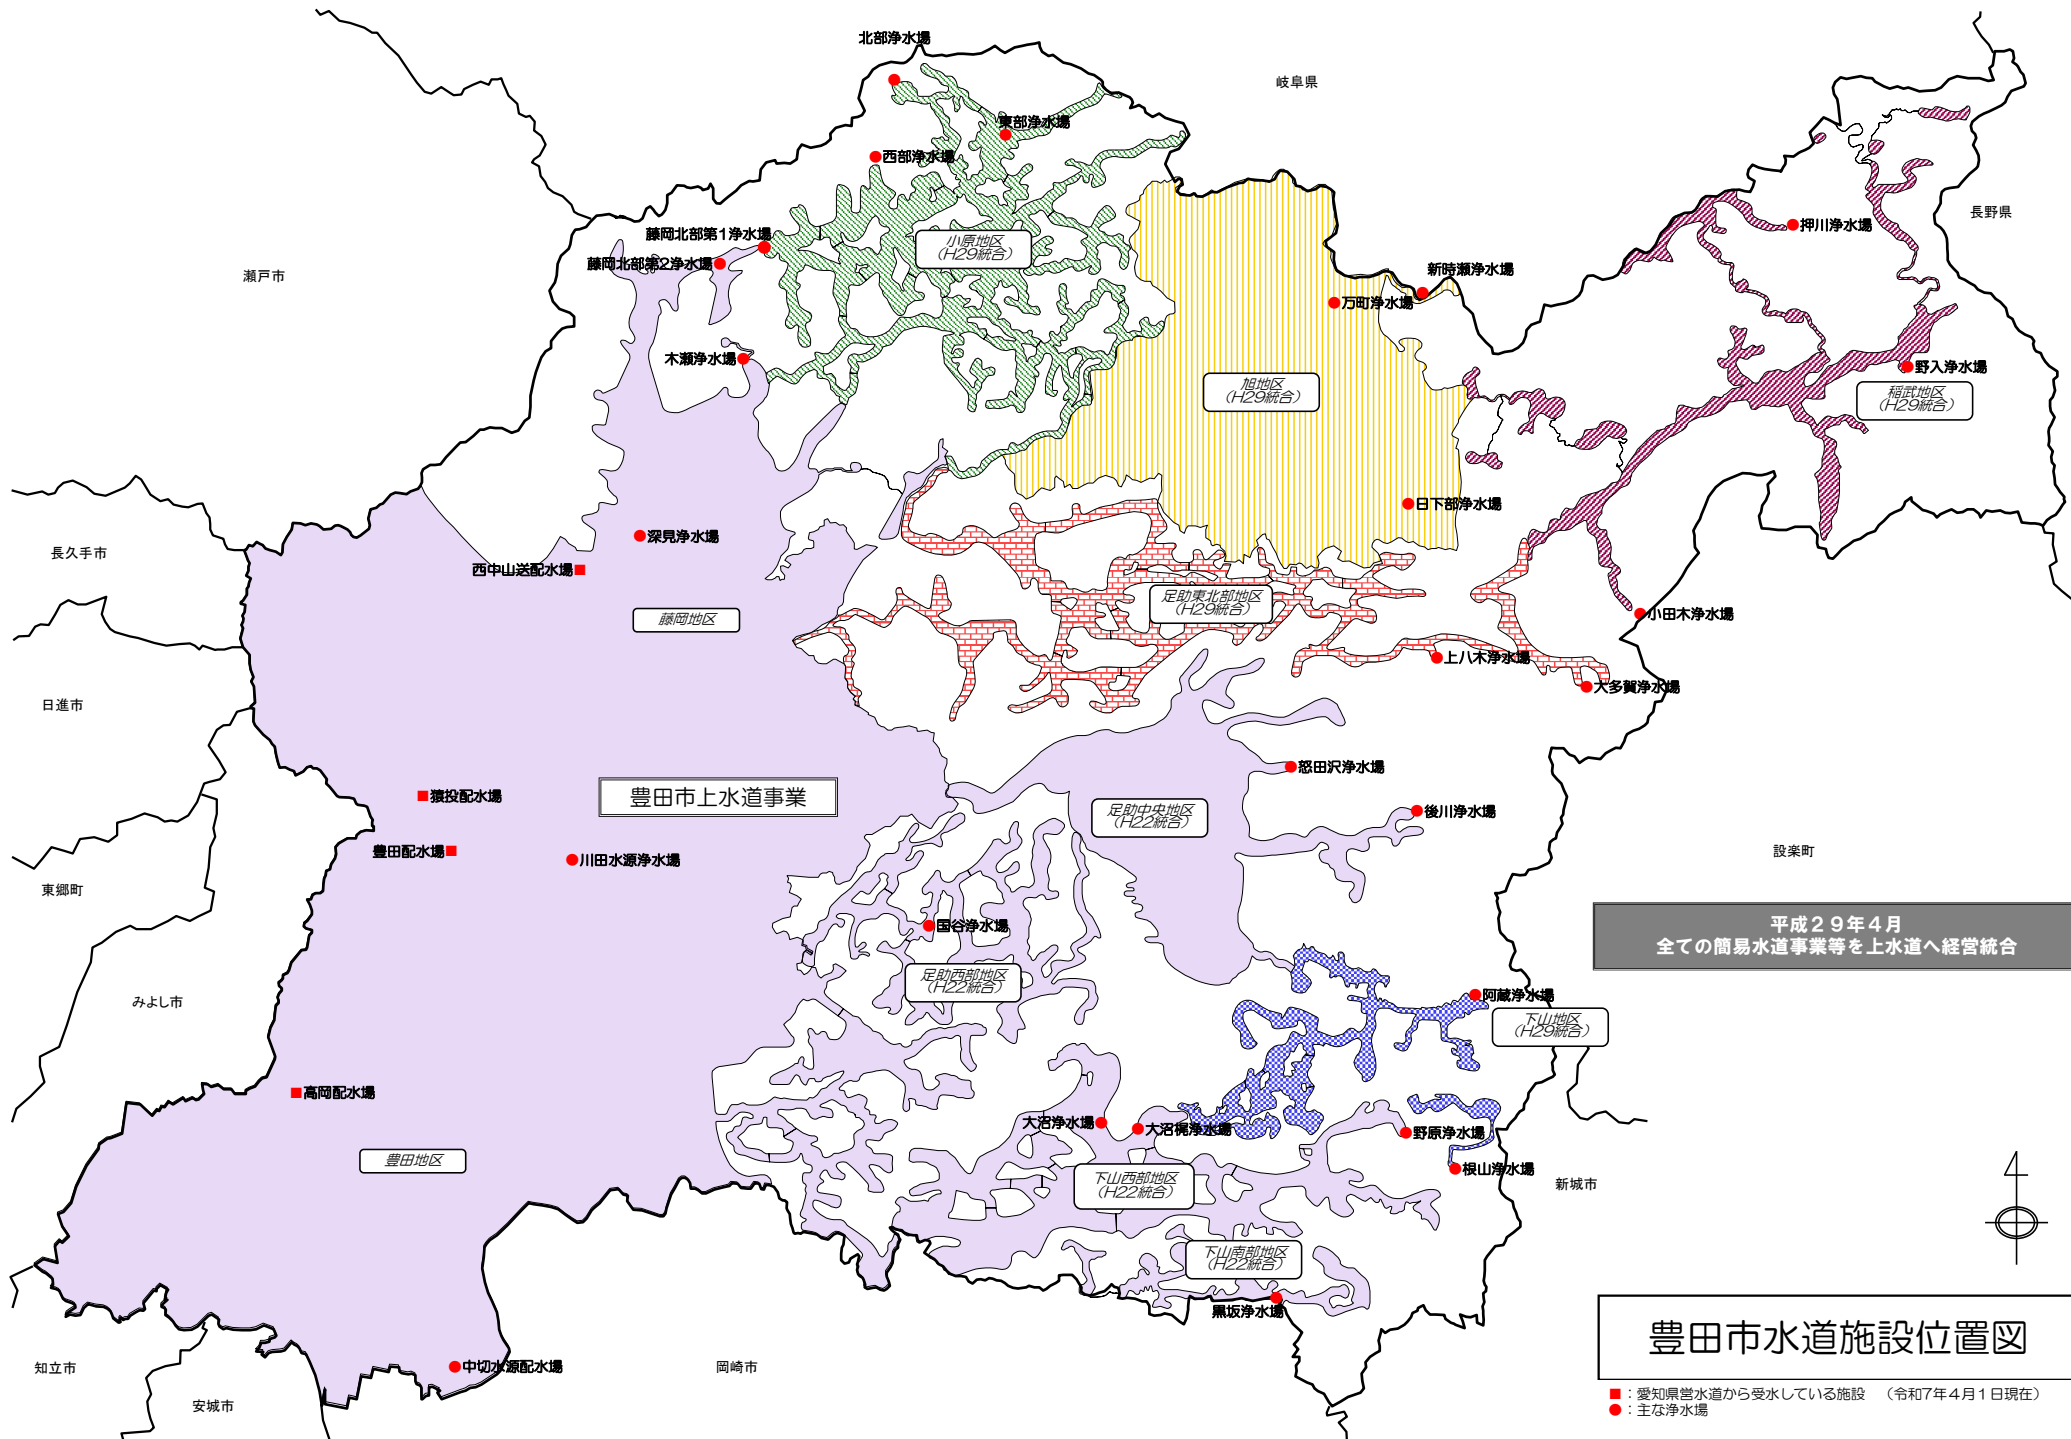 北部浄水場
岐阜県
東部浄水場
西部浄水場
長野県
押川浄水場
藤岡北部第1浄水場
小原地区
(H29統合)
藤岡北部第2浄水場
瀬戸市
新時瀬浄水場
万町浄水場
木瀬浄水場
野入浄水場
旭地区
(H29統合)
稲武地区
(H29統合)
日下部浄水場
深見浄水場
長久手市
西中山送配水場
足助東北部地区
(H29統合)
藤岡地区
小田木浄水場
上八木浄水場
大多賀浄水場
日進市
怒田沢浄水場
猿投配水場
豊田市上水道事業
足助中央地区
(H22統合)
後川浄水場
豊田配水場
川田水源浄水場
設楽町
東郷町
国谷浄水場
平成29年4月
全ての簡易水道事業等を上水道へ経営統合
足助西部地区
(H22統合)
みよし市
阿蔵浄水場
下山地区
(H29統合)
高岡配水場
大沼浄水場
大沼梶浄水場
野原浄水場
豊田地区
根山浄水場
下山西部地区
(H22統合)
新城市
下山南部地区
(H22統合)
黒坂浄水場
豊田市水道施設位置図
知立市
中切水源配水場
岡崎市
安城市
■：愛知県営水道から受水している施設 （令和7年4月1日現在）
●：主な浄水場